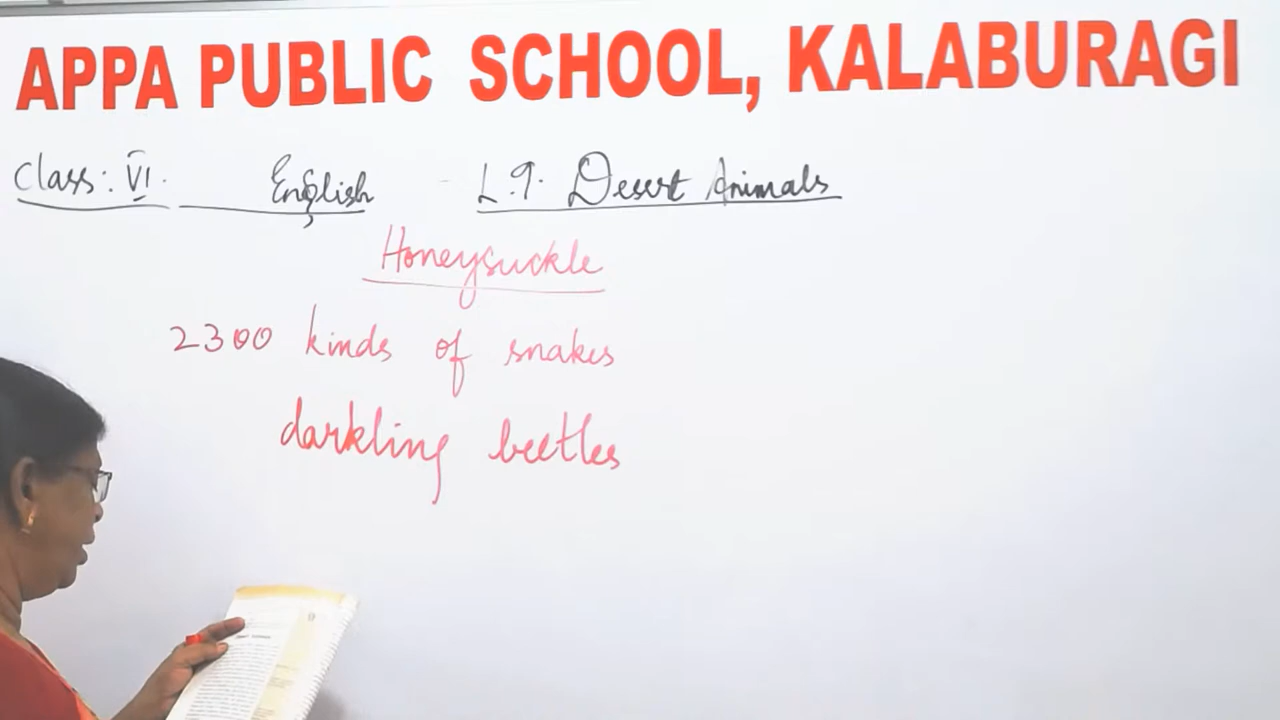 APPA PUBLIC SCHOOL, KALABURAGI
Class: VI. English - L.9. Desert Animals
Honeysuckle
2300 kinds of snakes
darkling beetles